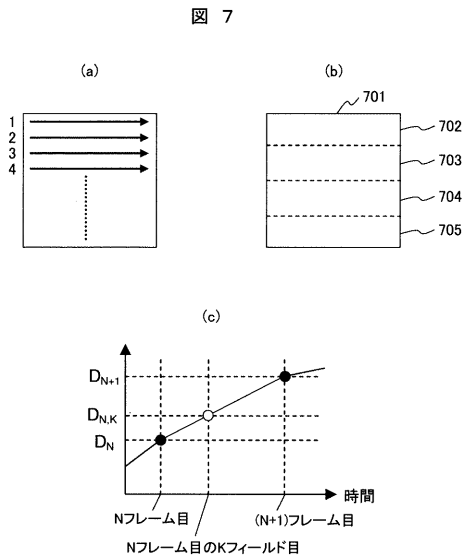 図 7
(a)
(b)
1
2
3
4
701
702
703
704
705
(c)
D_{N+1}
D_{N,K}
D_N
時間
Nフレーム目
(N+1)フレーム目
Nフレーム目のKフィールド目